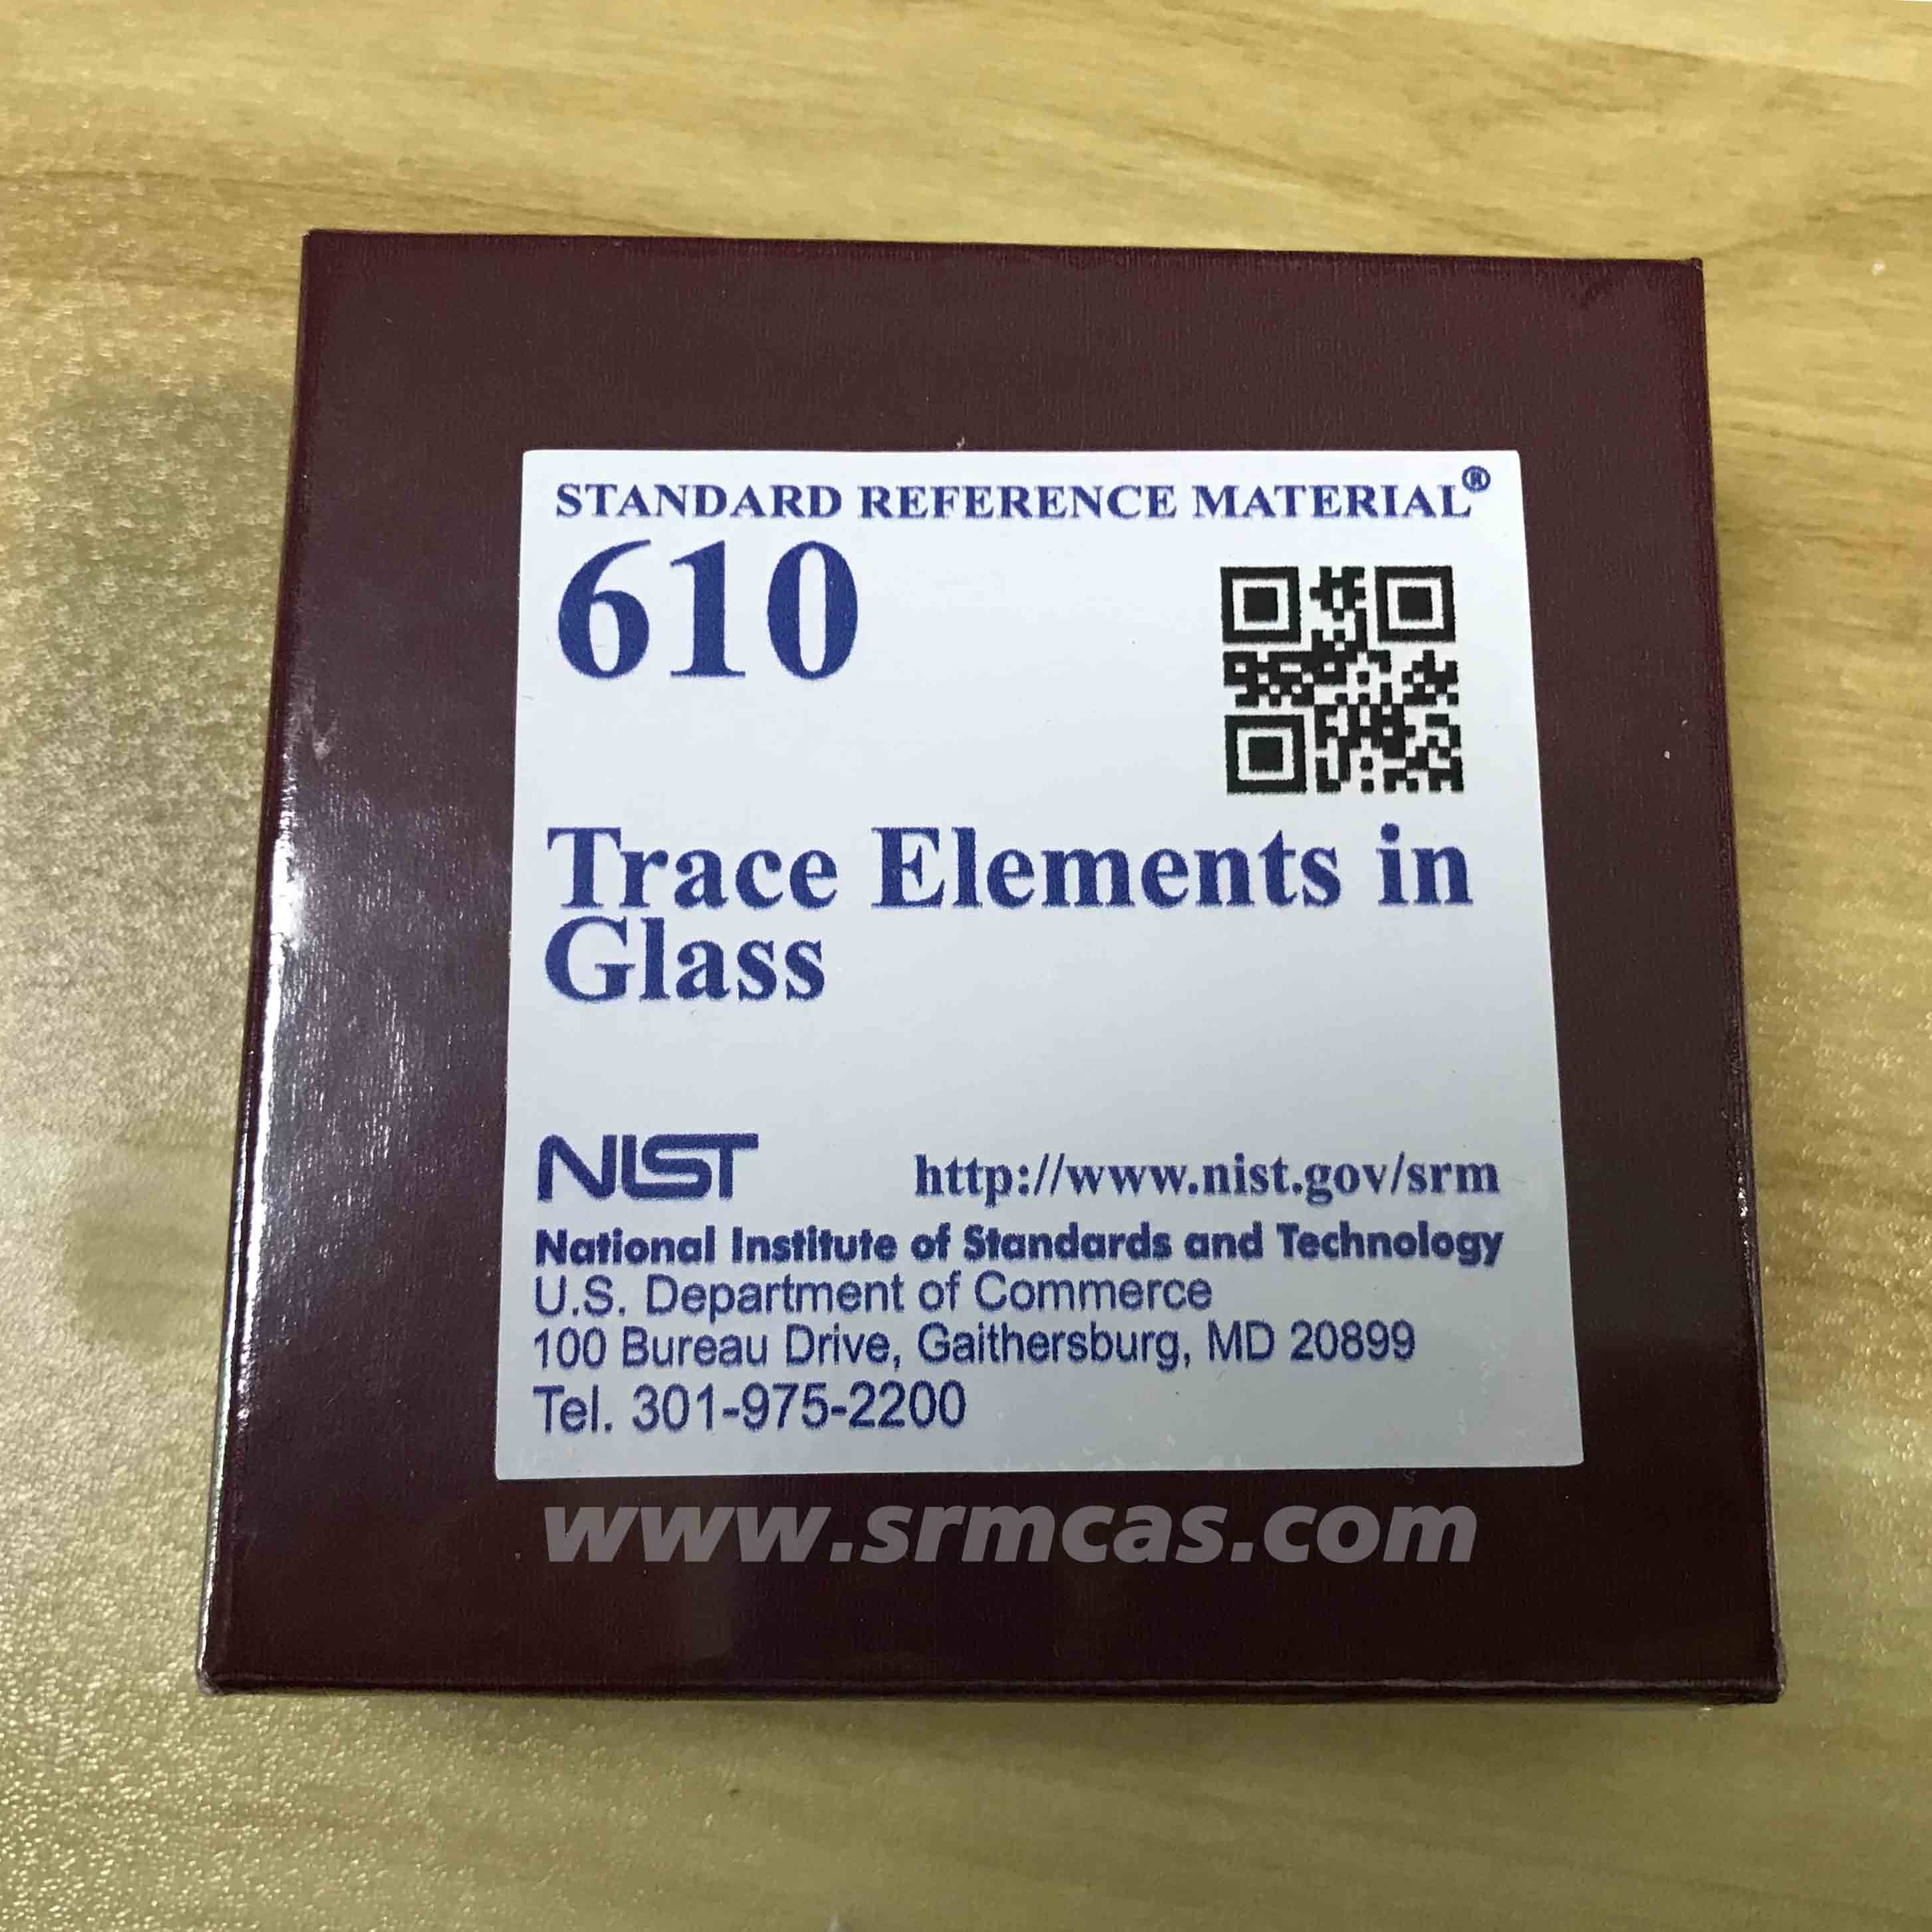 STANDARD REFERENCE MATERIAL®
610
Trace Elements in
Glass
NIST http://www.nist.gov/srm
National Institute of Standards and Technology
U.S. Department of Commerce
100 Bureau Drive, Gaithersburg, MD 20899
Tel. 301-975-2200
www.srmcas.com